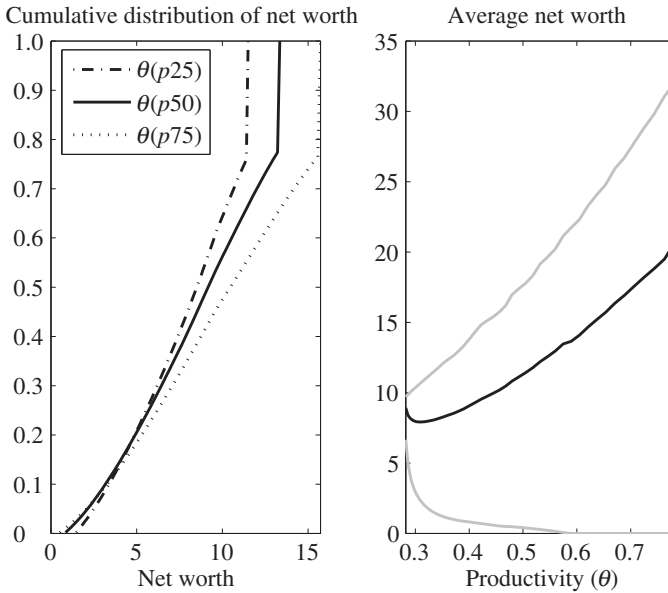 Cumulative distribution of net worth
1.0
0.9
0.8
0.7
0.6
0.5
0.4
0.3
0.2
0.1
0
θ(p25)
θ(p50)
θ(p75)
0 5 10 15
Net worth
Average net worth
35
30
25
20
15
10
5
0
0.3 0.4 0.5 0.6 0.7
Productivity (θ)